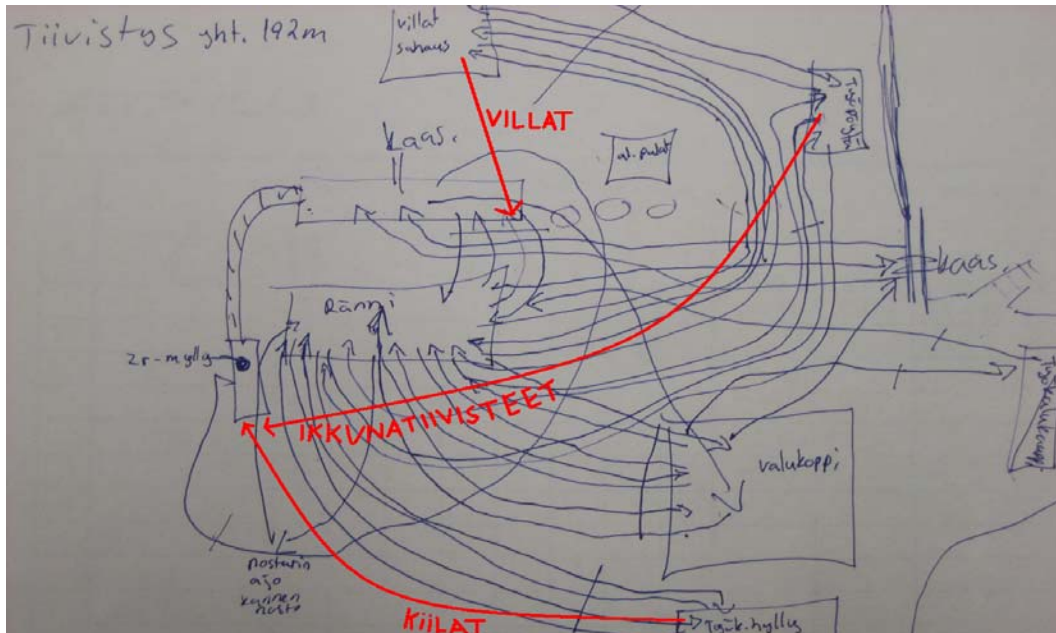 Tiivistys yht. 192m
villat
sahaus
VILLAT
kaas.
kaas.
Ränni
zr-mylly
IKKUNATIIVISTEET
valukoppi
nosturin
ajo
kannen
nosto
KIILAT
Työk.hylly